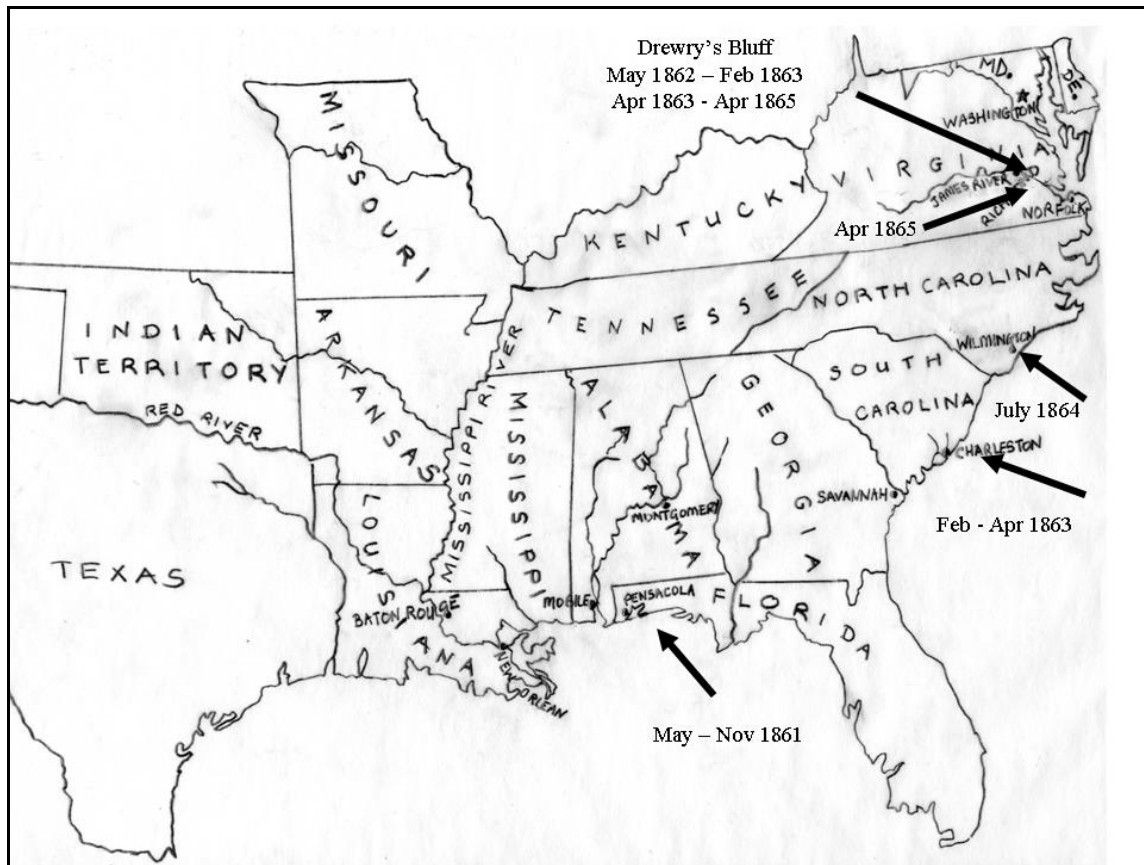 Drewry’s Bluff
May 1862 – Feb 1863
Apr 1863 - Apr 1865
MD.
DE.
WASHINGTON
VIRGINIA
JAMES RIVER
NORFOLK
Apr 1865
MISSOURI
KENTUCKY
TENNESSEE
NORTH CAROLINA
WILMINGTON
July 1864
INDIAN
TERRITORY
RED RIVER
ARKANSAS
MISSISSIPPI RIVER
MISSISSIPPI
ALABAMA
MONTGOMERY
GEORGIA
SOUTH
CAROLINA
CHARLESTON
SAVANNAH
Feb - Apr 1863
TEXAS
LOUISIANA
BATON ROUGE
NEW ORLEAN
MOBILE
PENSACOLA
FLORIDA
May – Nov 1861